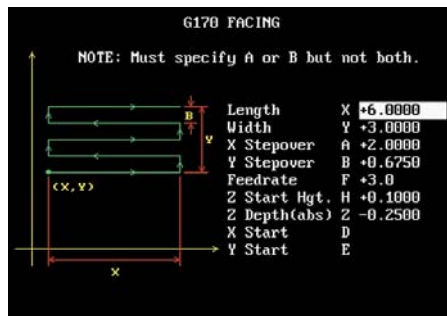 G170 FACING
NOTE: Must specify A or B but not both.
Length X +6.0000
Width Y +3.0000
X Stepover A +2.0000
Y Stepover B +0.6750
Feedrate F +3.0
Z Start Hgt. H +0.1000
Z Depth(abs) Z -0.2500
X Start D
Y Start E
B
Y
(X,Y)
X